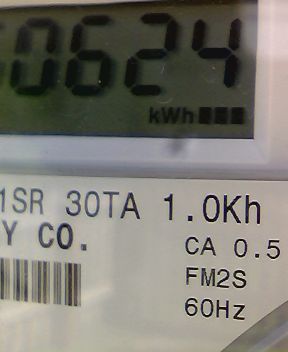 0624
kWh
1SR 30TA 1.0Kh
Y CO.
CA 0.5
FM2S
60Hz